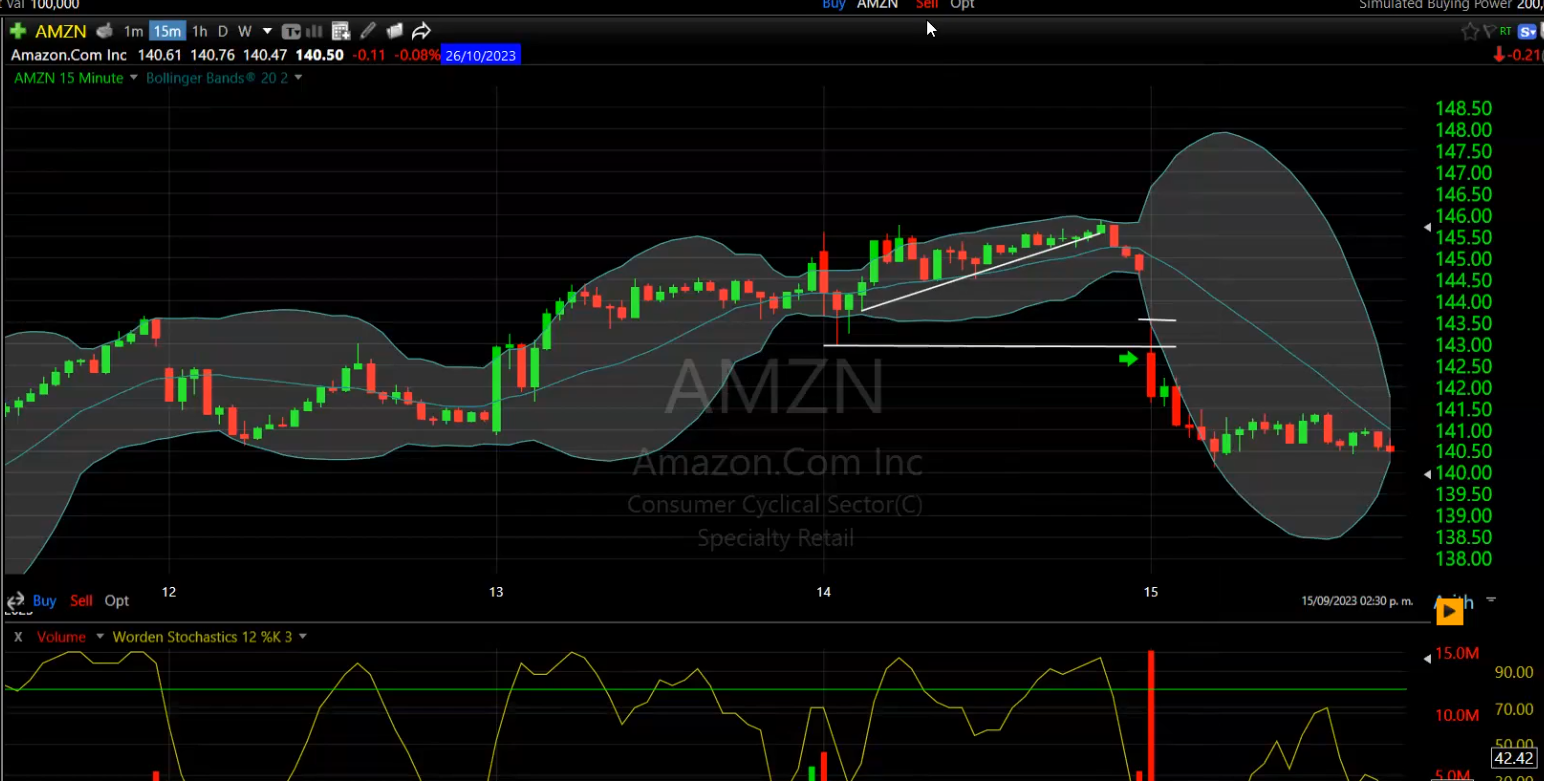 val 100,000 Buy AMZN Sell Opt Simulated Buying Power 200,
AMZN 1m 15m 1h D W RT S
Amazon.Com Inc 140.61 140.76 140.47 140.50 -0.11 -0.08% 26/10/2023 -0.21
AMZN 15 Minute Bollinger Bands® 20 2
148.50
148.00
147.50
147.00
146.50
146.00
145.50
145.00
144.50
144.00
143.50
143.00
142.50
142.00
141.50
141.00
140.50
140.00
139.50
139.00
138.50
138.00
AMZN
Amazon.Com Inc
Consumer Cyclical Sector(C)
Specialty Retail
12 13 14 15
Buy Sell Opt 15/09/2023 02:30 p. m.
X Volume Worden Stochastics 12 %K 3
15.0M
90.00
10.0M
70.00
50.00
42.42
5.0M